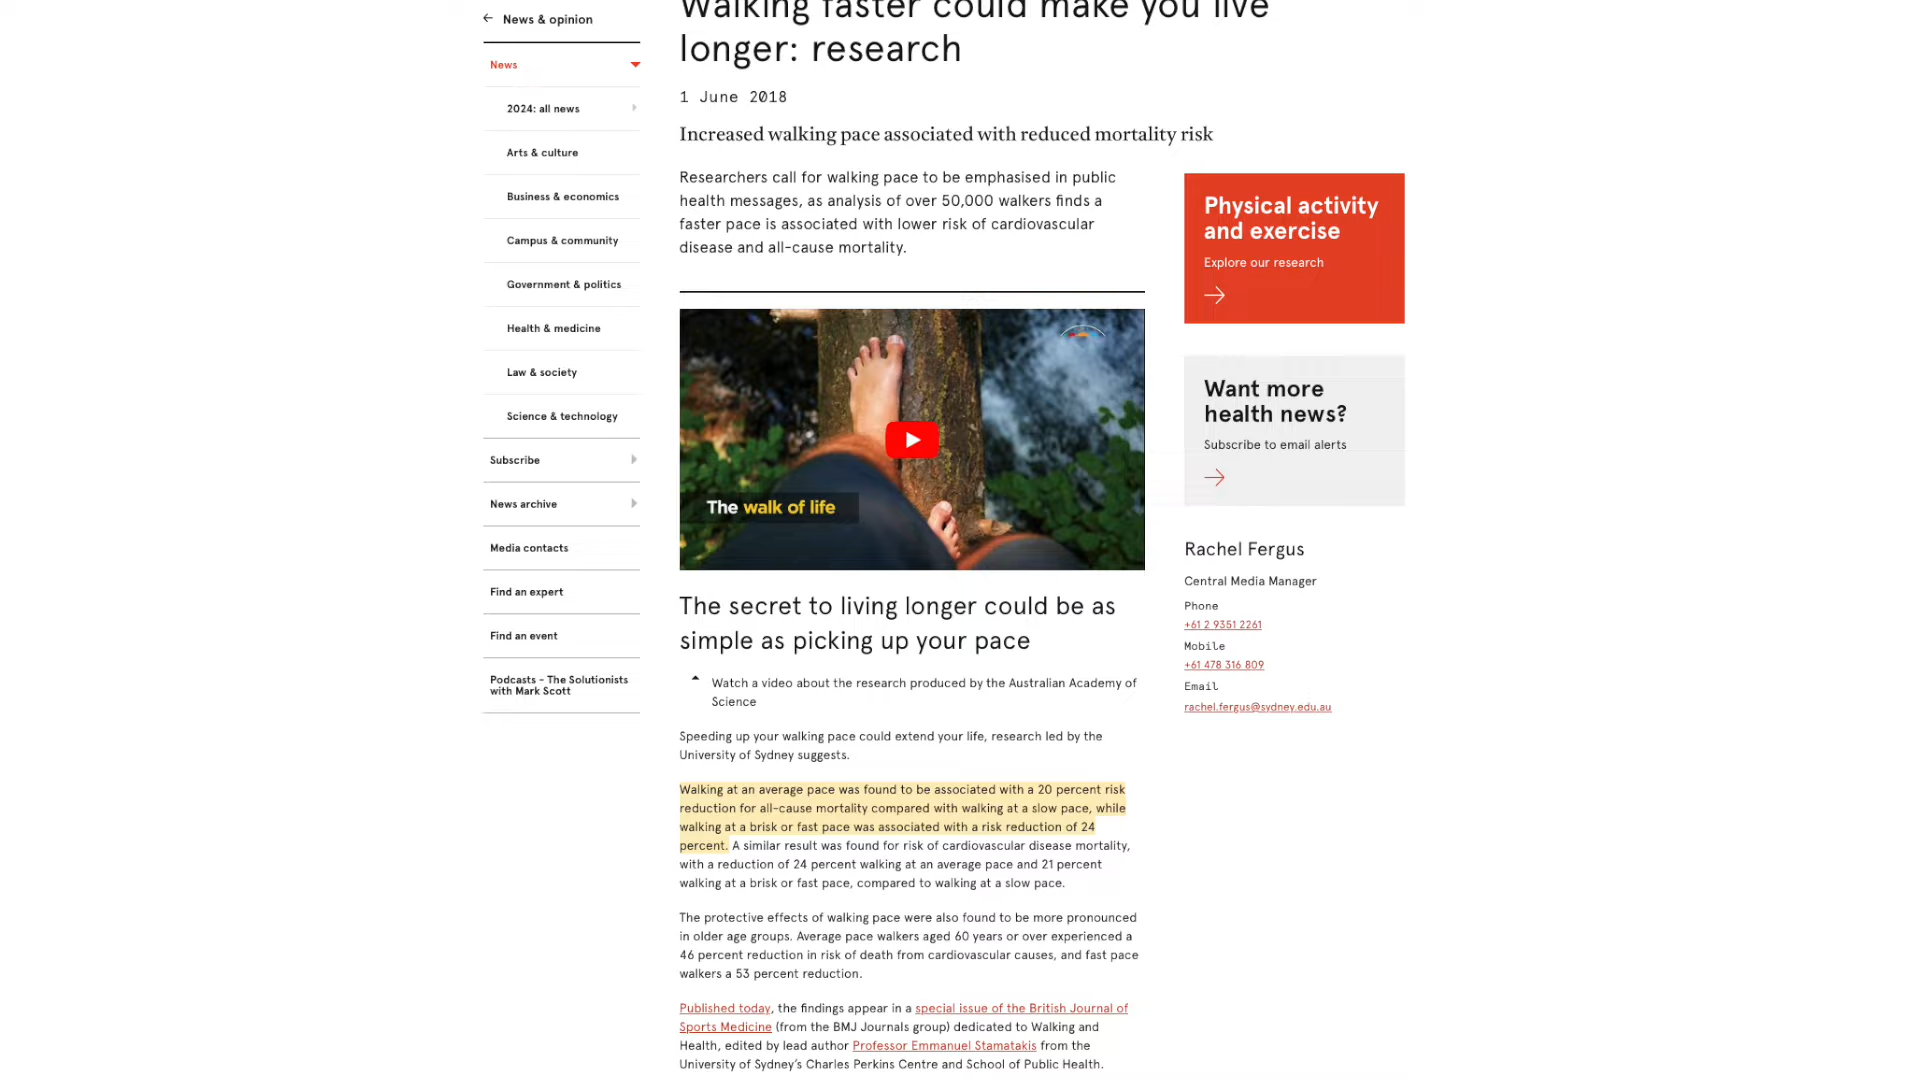 News & opinion
News
2024: all news
Arts & culture
Business & economics
Campus & community
Government & politics
Health & medicine
Law & society
Science & technology
Subscribe
News archive
Media contacts
Find an expert
Find an event
Podcasts - The Solutionists
with Mark Scott
Walking faster could make you live
longer: research
1 June 2018
Increased walking pace associated with reduced mortality risk
Researchers call for walking pace to be emphasised in public
health messages, as analysis of over 50,000 walkers finds a
faster pace is associated with lower risk of cardiovascular
disease and all-cause mortality.
The walk of life
The secret to living longer could be as
simple as picking up your pace
Watch a video about the research produced by the Australian Academy of
Science
Speeding up your walking pace could extend your life, research led by the
University of Sydney suggests.
Walking at an average pace was found to be associated with a 20 percent risk
reduction for all-cause mortality compared with walking at a slow pace, while
walking at a brisk or fast pace was associated with a risk reduction of 24
percent. A similar result was found for risk of cardiovascular disease mortality,
with a reduction of 24 percent walking at an average pace and 21 percent
walking at a brisk or fast pace, compared to walking at a slow pace.
The protective effects of walking pace were also found to be more pronounced
in older age groups. Average pace walkers aged 60 years or over experienced a
46 percent reduction in risk of death from cardiovascular causes, and fast pace
walkers a 53 percent reduction.
Published today, the findings appear in a special issue of the British Journal of
Sports Medicine (from the BMJ Journals group) dedicated to Walking and
Health, edited by lead author Professor Emmanuel Stamatakis from the
University of Sydney's Charles Perkins Centre and School of Public Health.
Physical activity
and exercise
Explore our research
Want more
health news?
Subscribe to email alerts
Rachel Fergus
Central Media Manager
Phone
+61 2 9351 2261
Mobile
+61 478 316 809
Email
rachel.fergus@sydney.edu.au